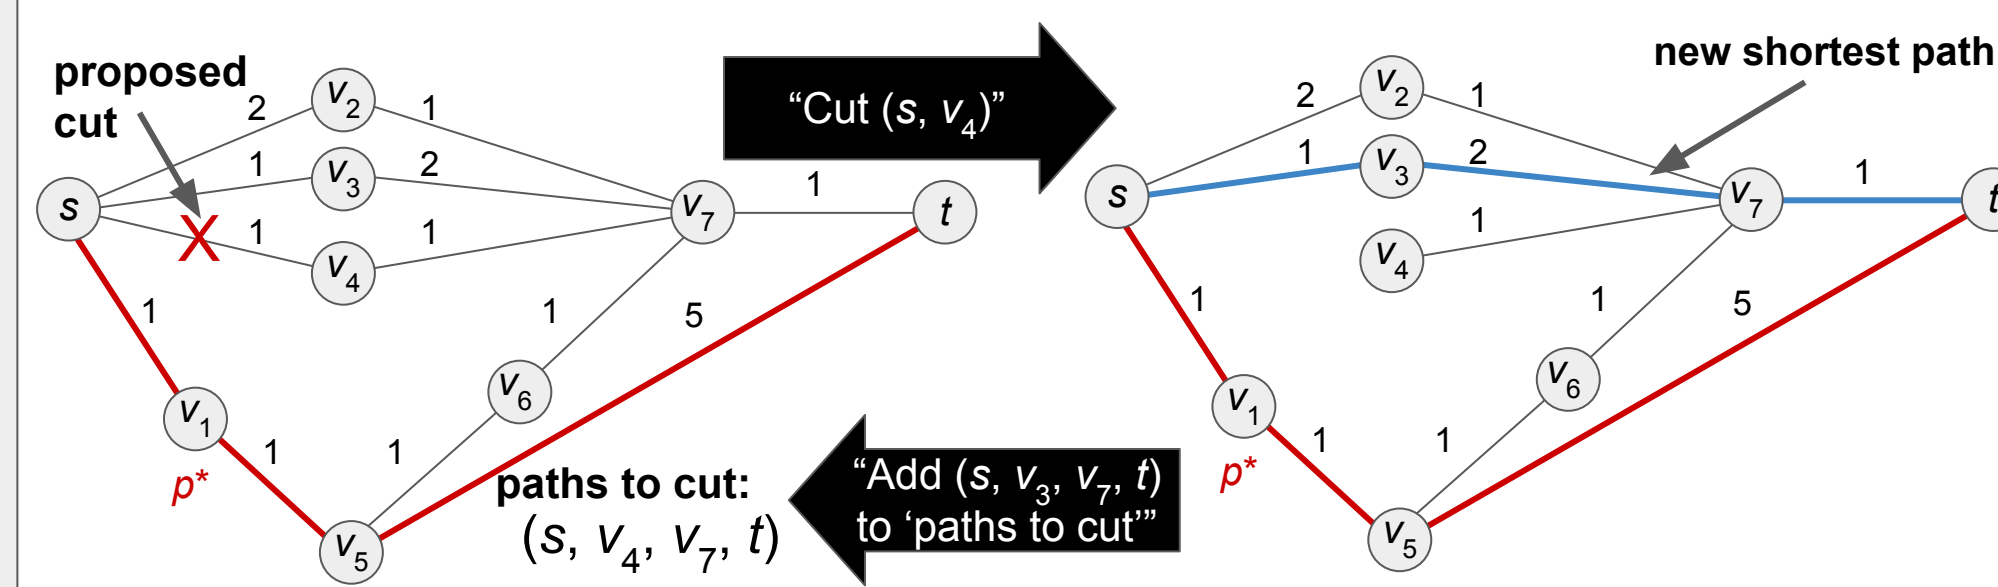 proposed
cut
2
v2
1
1
v3
2
s
X
1
v4
1
v7
1
t
1
1
5
v6
v1
1
1
p*
v5
paths to cut:
(s, v4, v7, t)
“Cut (s, v4)”
“Add (s, v3, v7, t)
to ‘paths to cut’”
new shortest path
2
v2
1
1
v3
2
s
1
v4
v7
1
t
1
1
5
v6
v1
1
1
p*
v5